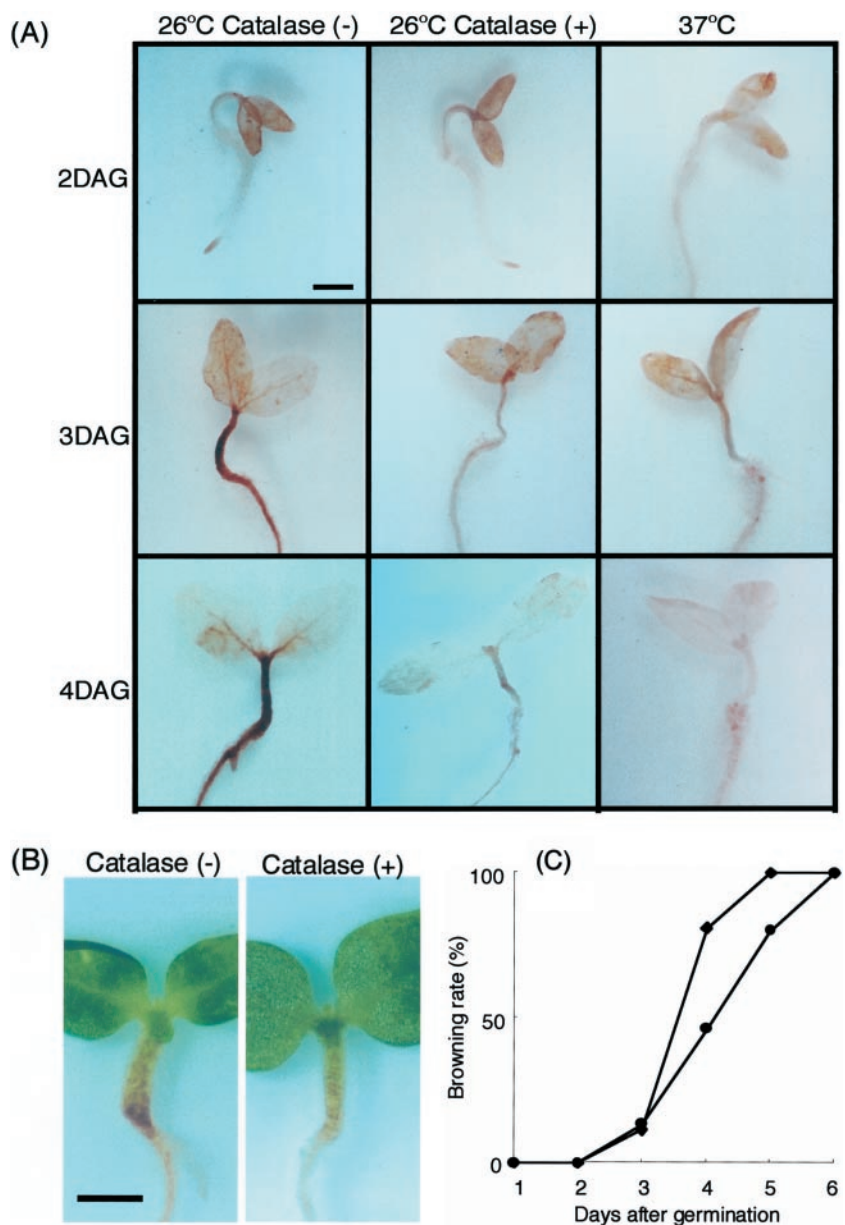 (A)
26°C Catalase (-) 26°C Catalase (+) 37°C
2DAG
3DAG
4DAG
(B)
Catalase (-) Catalase (+)
(C)
Browning rate (%)
100
50
0
1 2 3 4 5 6
Days after germination